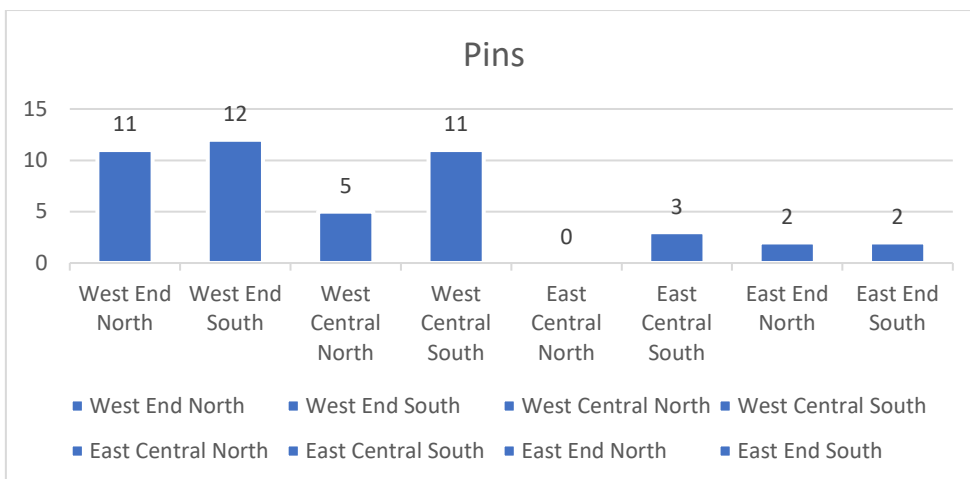 Pins
15
10
5
0
11
12
5
11
0
3
2
2
West End
North
West End
South
West
Central
North
West
Central
South
East
Central
North
East
Central
South
East End
North
East End
South
West End North
West End South
West Central North
West Central South
East Central North
East Central South
East End North
East End South